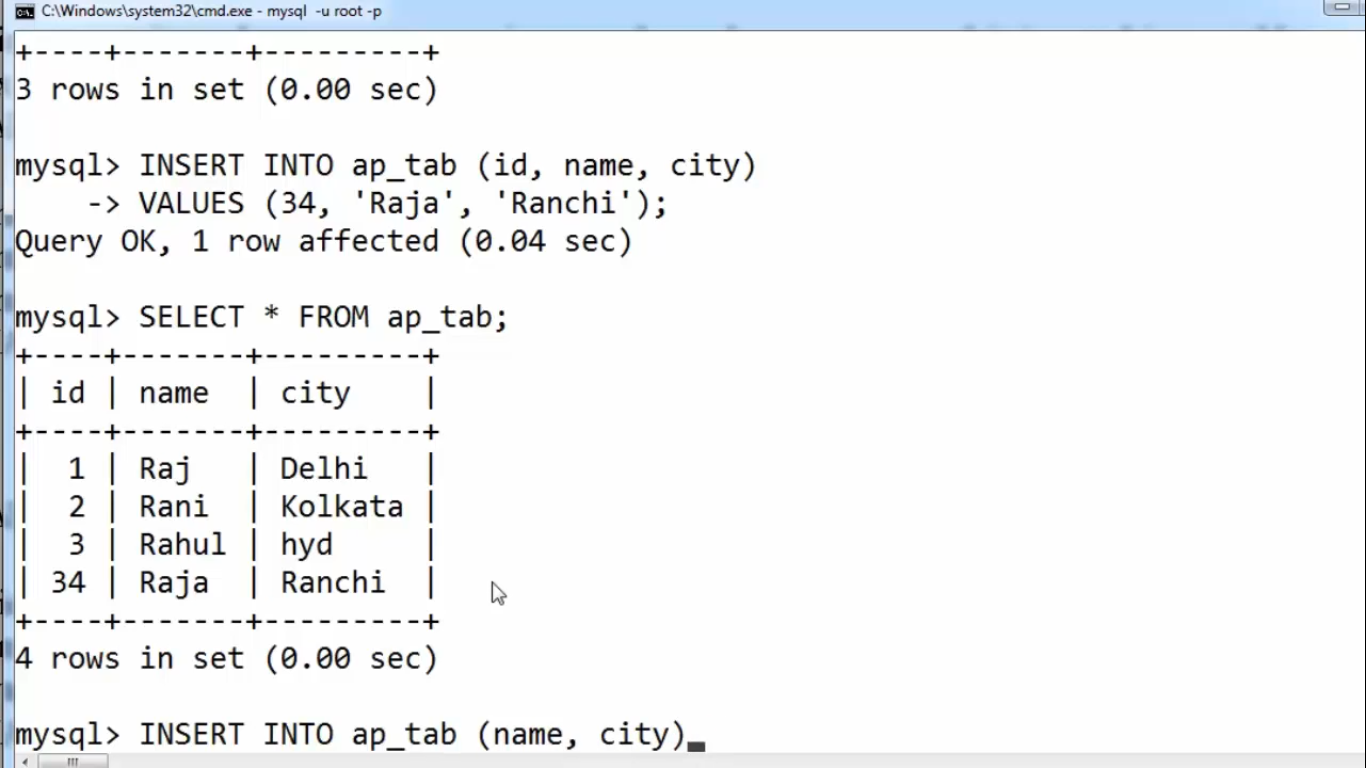 C:\Windows\system32\cmd.exe - mysql  -u root -p
+----+-------+---------+
3 rows in set (0.00 sec)
mysql> INSERT INTO ap_tab (id, name, city)
    -> VALUES (34, 'Raja', 'Ranchi');
Query OK, 1 row affected (0.04 sec)
mysql> SELECT * FROM ap_tab;
+----+-------+---------+
| id | name  | city    |
+----+-------+---------+
|  1 | Raj   | Delhi   |
|  2 | Rani  | Kolkata |
|  3 | Rahul | hyd     |
| 34 | Raja  | Ranchi  |
+----+-------+---------+
4 rows in set (0.00 sec)
mysql> INSERT INTO ap_tab (name, city)